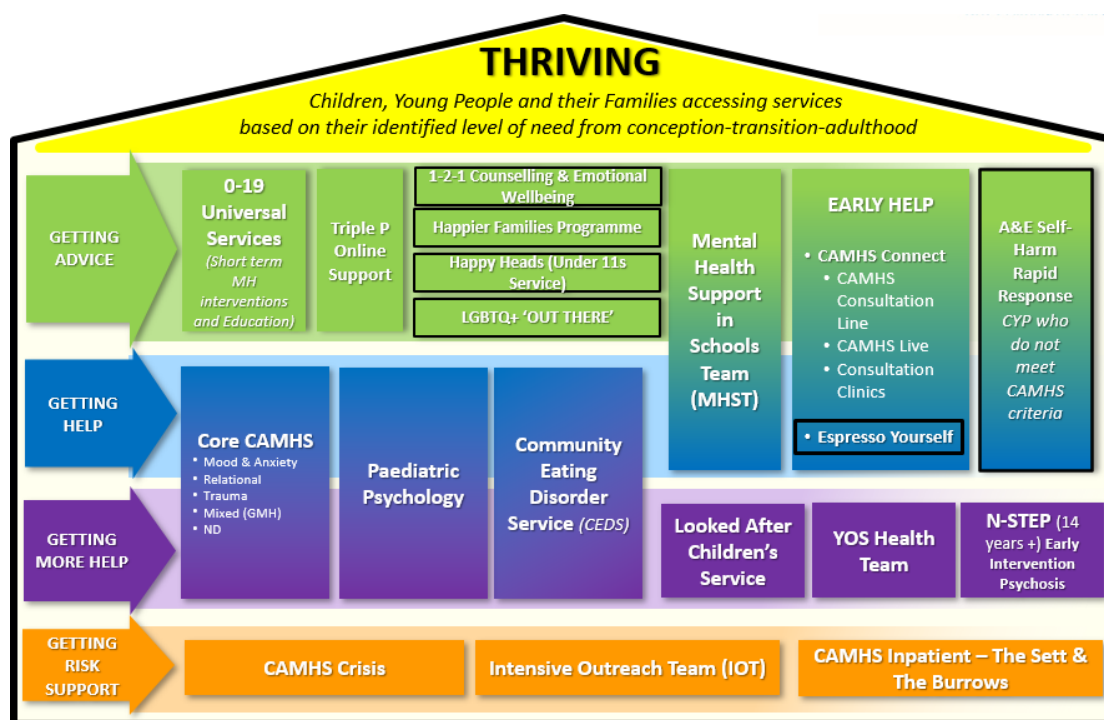 THRIVING
Children, Young People and their Families accessing services
based on their identified level of need from conception-transition-adulthood
GETTING
ADVICE
0-19
Universal
Services
(Short term
MH
interventions
and Education)
Triple P
Online
Support
1-2-1 Counselling & Emotional
Wellbeing
Happier Families Programme
Happy Heads (Under 11s
Service)
LGBTQ+ ‘OUT THERE’
Mental
Health
Support
in
Schools
Team
(MHST)
EARLY HELP
• CAMHS Connect
• CAMHS
Consultation
Line
• CAMHS Live
• Consultation
Clinics
• Espresso Yourself
A&E Self-
Harm
Rapid
Response
CYP who
do not
meet
CAMHS
criteria
GETTING
HELP
Core CAMHS
• Mood & Anxiety
• Relational
• Trauma
• Mixed (GMH)
• ND
Paediatric
Psychology
Community
Eating
Disorder
Service (CEDS)
GETTING
MORE HELP
Looked After
Children’s
Service
YOS Health
Team
N-STEP (14
years +) Early
Intervention
Psychosis
GETTING
RISK
SUPPORT
CAMHS Crisis
Intensive Outreach Team (IOT)
CAMHS Inpatient – The Sett &
The Burrows